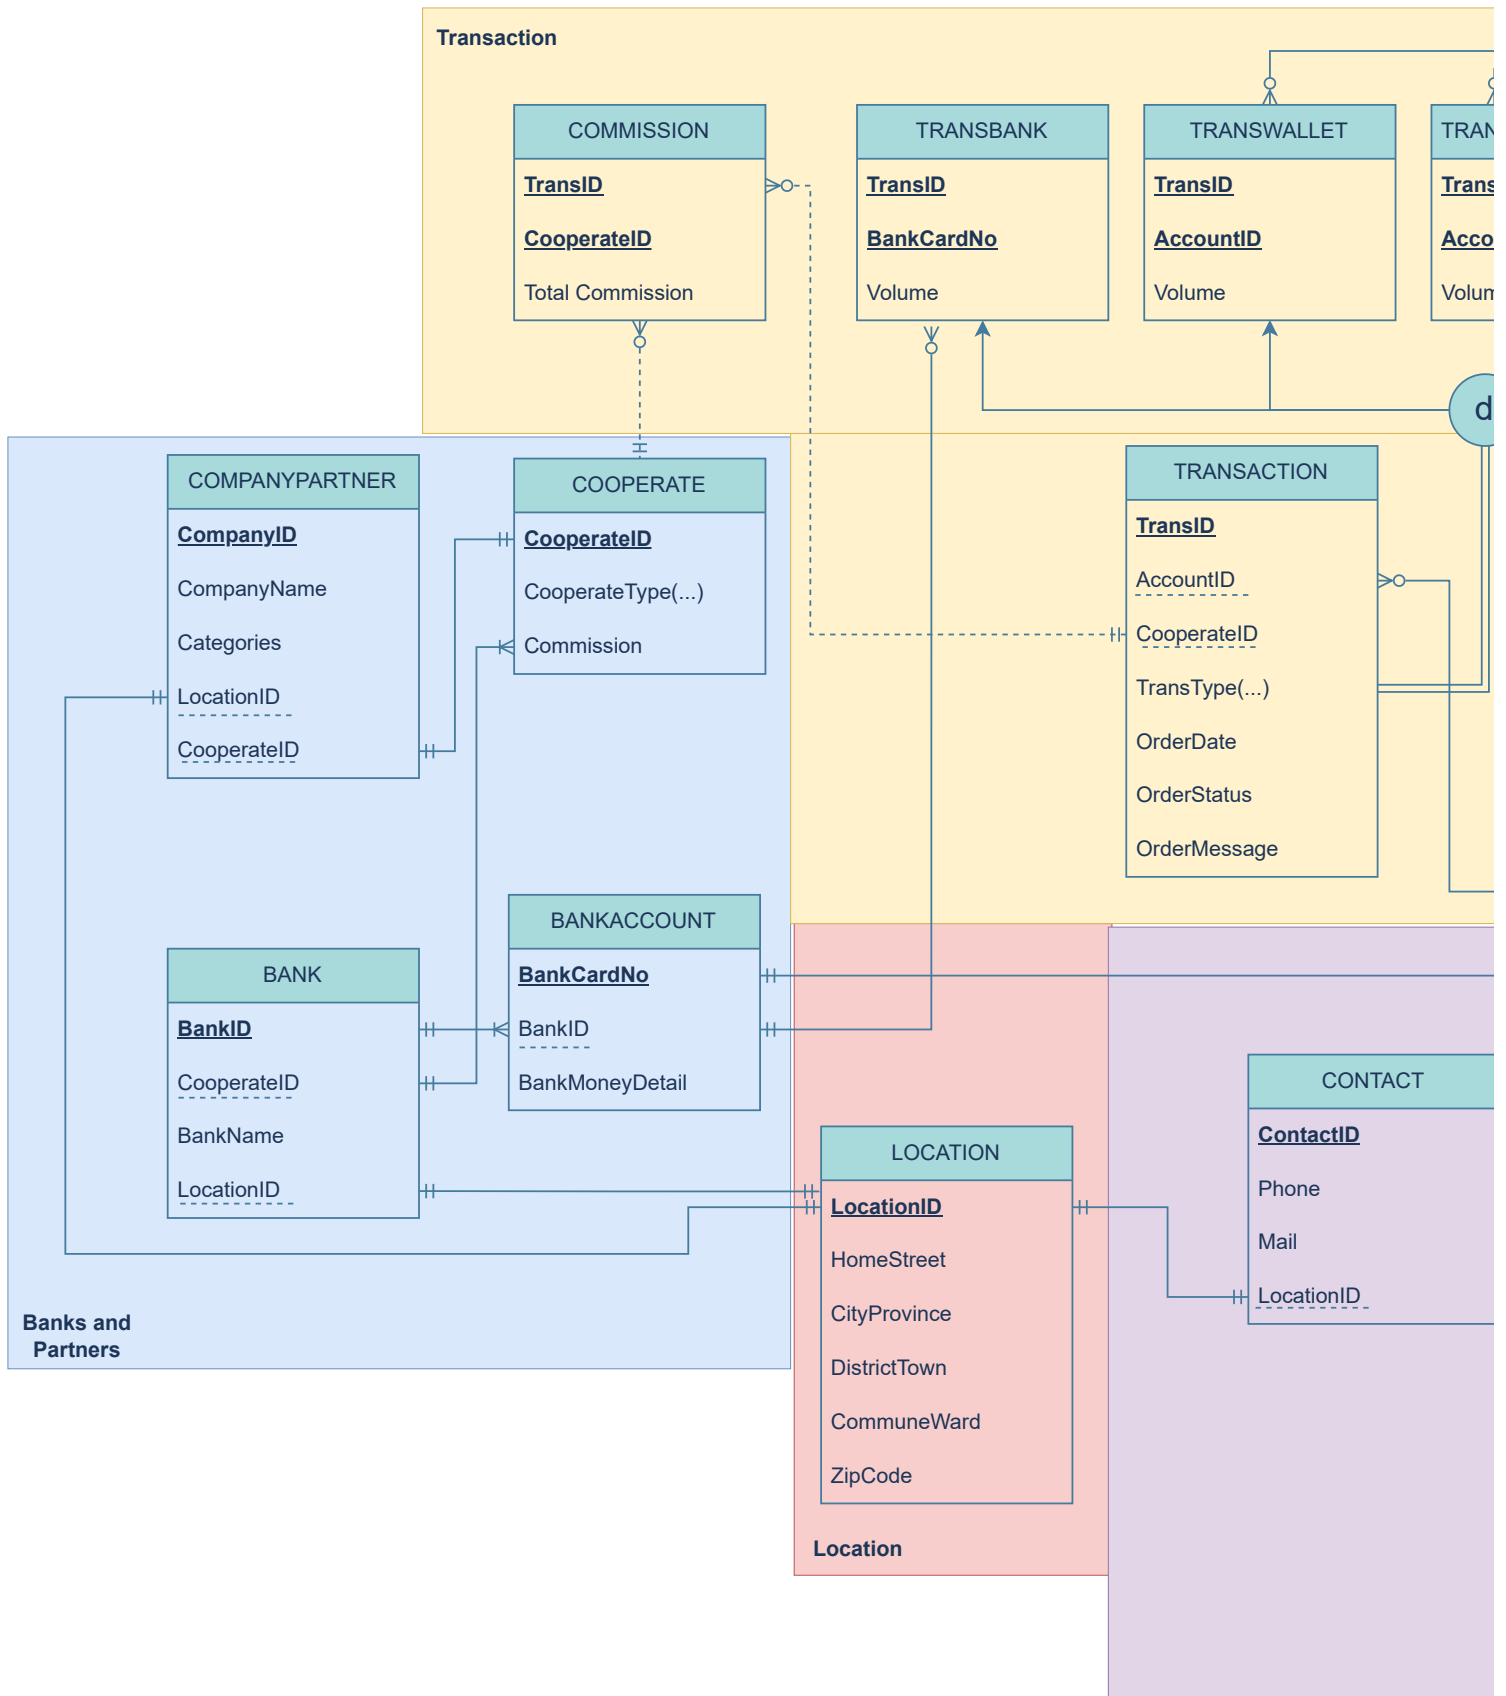 Transaction
COMMISSION
TransID
CooperateID
Total Commission
TRANSBANK
TransID
BankCardNo
Volume
TRANSWALLET
TransID
AccountID
Volume
d
COMPANYPARTNER
CompanyID
CompanyName
Categories
LocationID
CooperateID
COOPERATE
CooperateID
CooperateType(...)
Commission
TRANSACTION
TransID
AccountID
CooperateID
TransType(...)
OrderDate
OrderStatus
OrderMessage
BANK
BankID
CooperateID
BankName
LocationID
BANKACCOUNT
BankCardNo
BankID
BankMoneyDetail
Banks and
Partners
LOCATION
LocationID
HomeStreet
CityProvince
DistrictTown
CommuneWard
ZipCode
Location
CONTACT
ContactID
Phone
Mail
LocationID